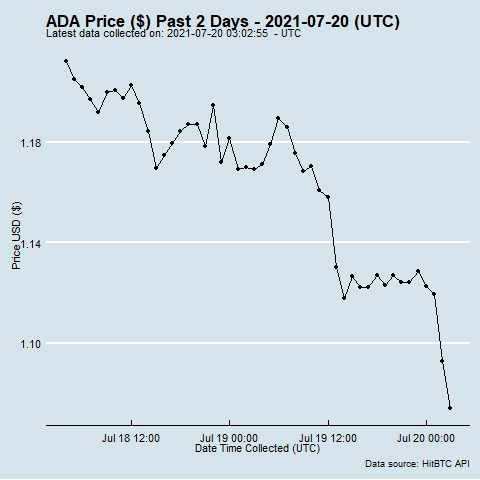 ADA Price ($) Past 2 Days - 2021-07-20 (UTC)
Latest data collected on: 2021-07-20 03:02:55 - UTC
Price USD ($)
1.18
1.14
1.10
Jul 18 12:00
Jul 19 00:00
Jul 19 12:00
Jul 20 00:00
Date Time Collected (UTC)
Data source: HitBTC API